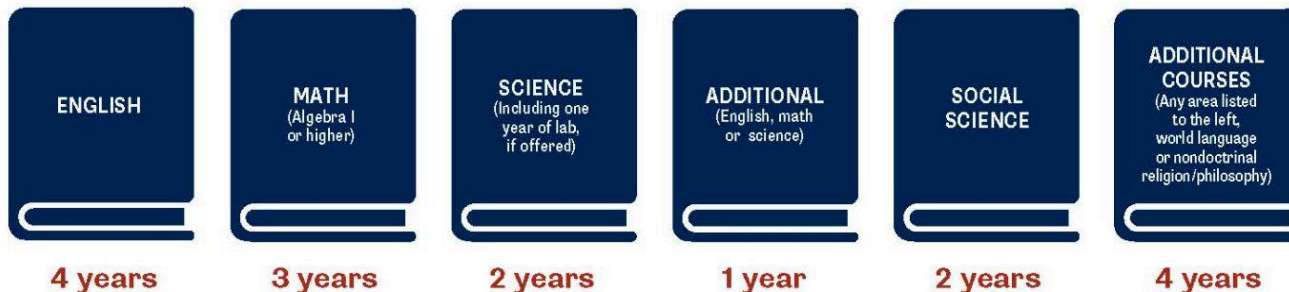 ENGLISH
4 years
MATH
(Algebra I
or higher)
3 years
SCIENCE
(Including one
year of lab,
if offered)
2 years
ADDITIONAL
(English, math
or science)
1 year
SOCIAL
SCIENCE
2 years
ADDITIONAL
COURSES
(Any area listed
to the left,
world language
or nondoctrinal
religion/philosophy)
4 years